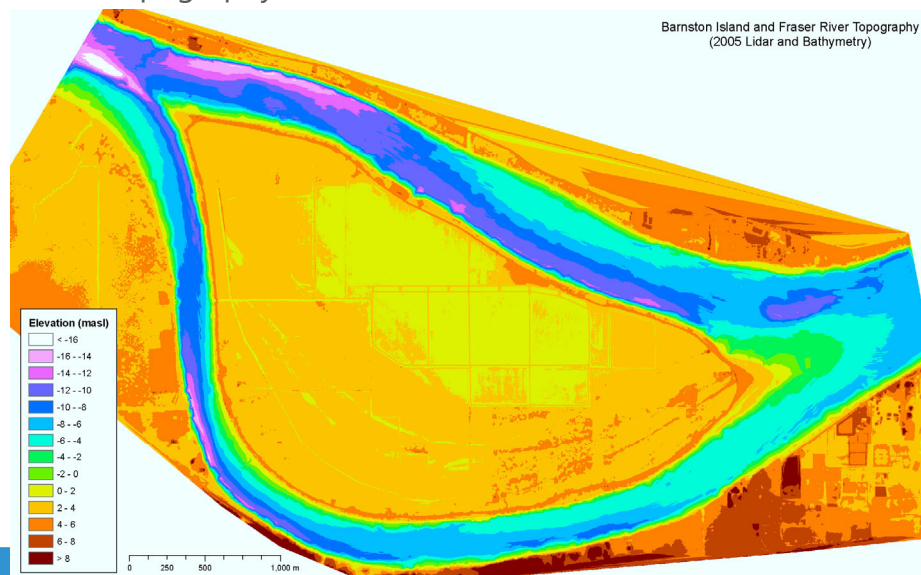 Barnston Island and Fraser River Topography
(2005 Lidar and Bathymetry)
Elevation (masl)
< -16
-16 - -14
-14 - -12
-12 - -10
-10 - -8
-8 - -6
-6 - -4
-4 - -2
-2 - 0
0 - 2
2 - 4
4 - 6
6 - 8
> 8
0 250 500 1,000 m